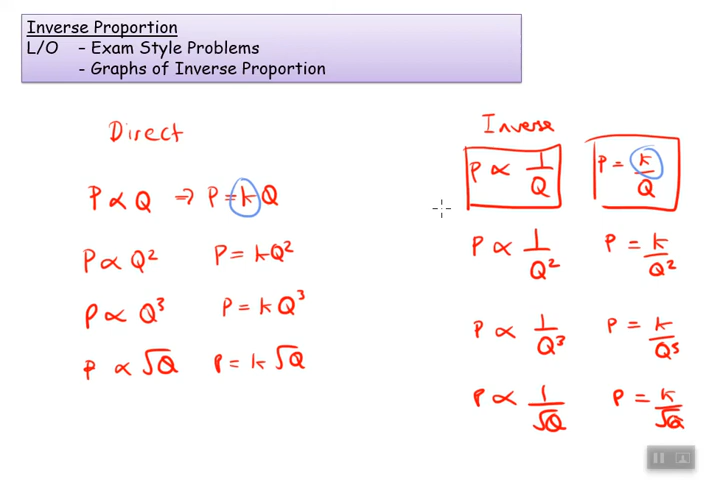 Inverse Proportion
L/O – Exam Style Problems
- Graphs of Inverse Proportion
Direct
P ∝ Q ⇒ P = kQ
P ∝ Q² P = kQ²
P ∝ Q³ P = kQ³
P ∝ √Q P = k√Q
Inverse
P ∝ 1/Q P = k/Q
P ∝ 1/Q² P = k/Q²
P ∝ 1/Q³ P = k/Q³
P ∝ 1/√Q P = k/√Q